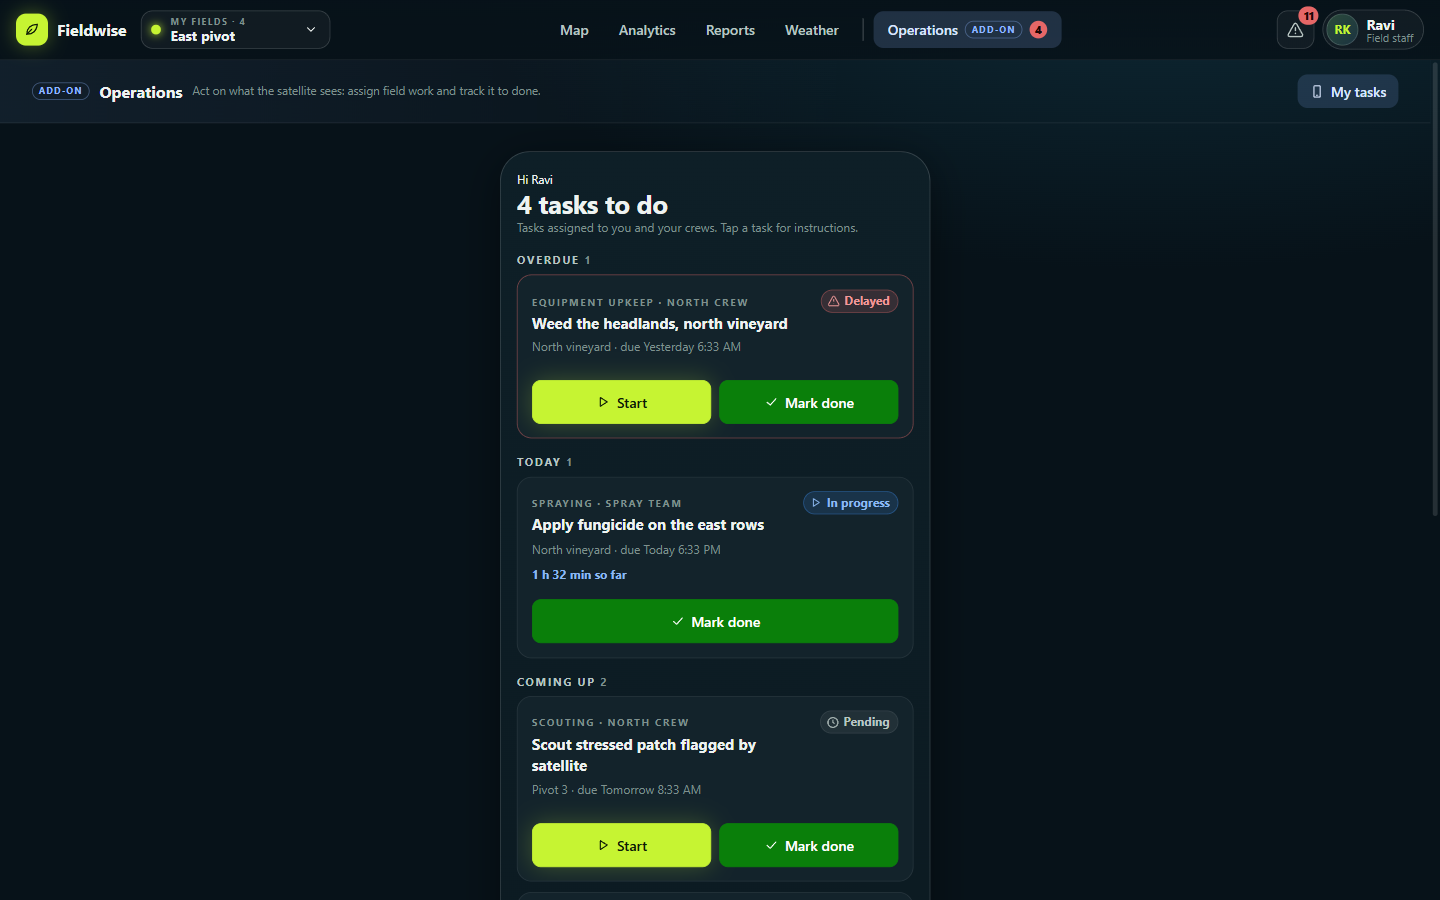 Fieldwise
MY FIELDS · 4
East pivot
Map
Analytics
Reports
Weather
Operations
ADD-ON
4
11
RK
Ravi
Field staff
ADD-ON
Operations
Act on what the satellite sees: assign field work and track it to done.
My tasks
Hi Ravi
4 tasks to do
Tasks assigned to you and your crews. Tap a task for instructions.
OVERDUE 1
EQUIPMENT UPKEEP · NORTH CREW
Delayed
Weed the headlands, north vineyard
North vineyard · due Yesterday 6:33 AM
Start
Mark done
TODAY 1
SPRAYING · SPRAY TEAM
In progress
Apply fungicide on the east rows
North vineyard · due Today 6:33 PM
1 h 32 min so far
Mark done
COMING UP 2
SCOUTING · NORTH CREW
Pending
Scout stressed patch flagged by
satellite
Pivot 3 · due Tomorrow 8:33 AM
Start
Mark done